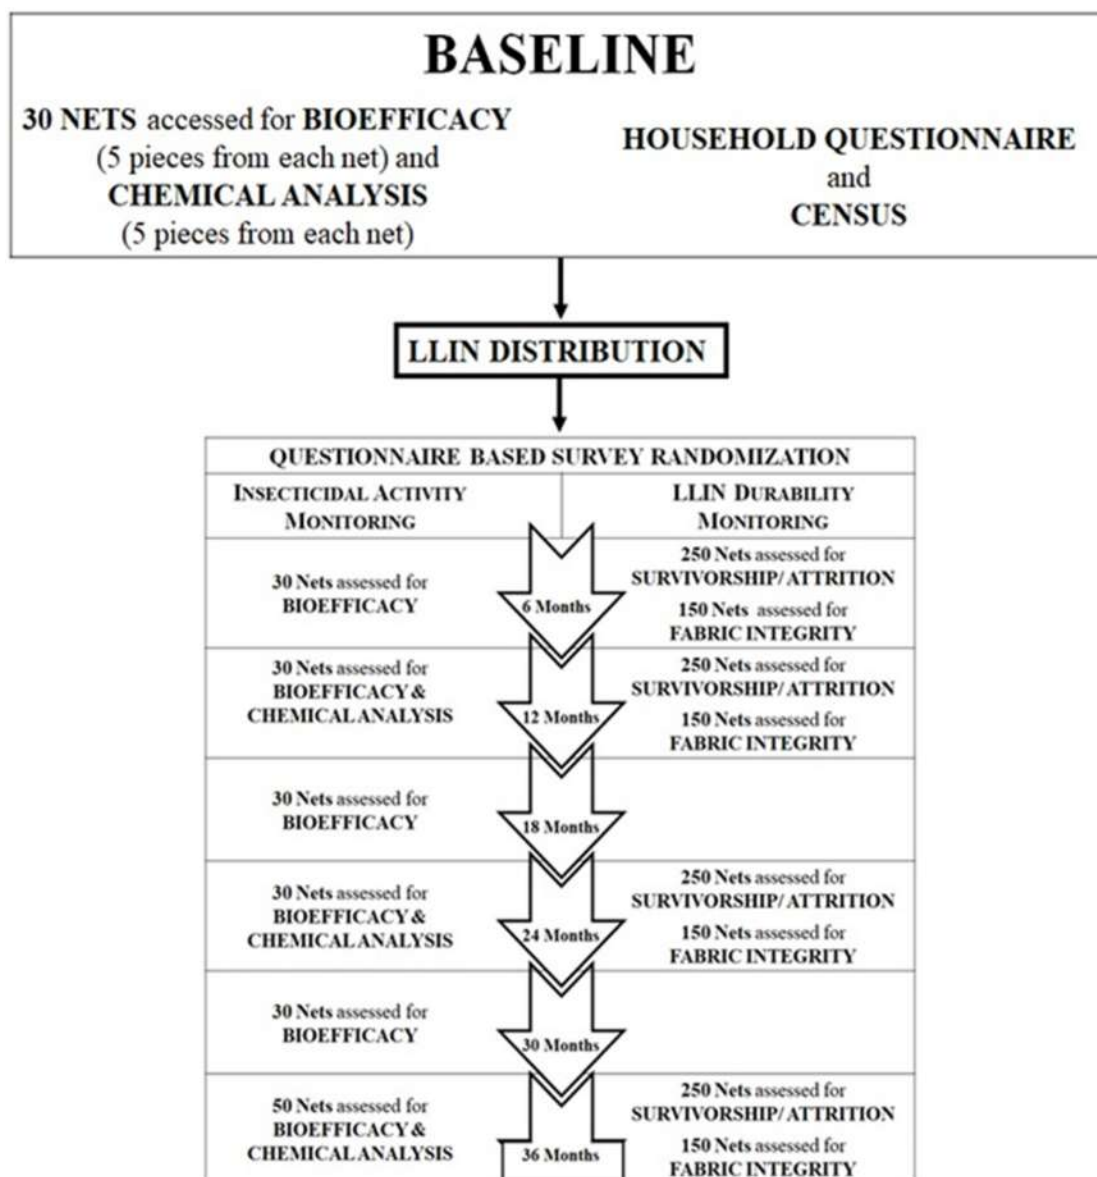 BASELINE
30 NETS accessed for BIOEFFICACY
(5 pieces from each net) and
CHEMICAL ANALYSIS
(5 pieces from each net)
HOUSEHOLD QUESTIONNAIRE
and
CENSUS
LLIN DISTRIBUTION
QUESTIONNAIRE BASED SURVEY RANDOMIZATION
INSECTICIDAL ACTIVITY
MONITORING
LLIN DURABILITY
MONITORING
30 Nets assessed for
BIOEFFICACY
6 Months
250 Nets assessed for
SURVIVORSHIP/ ATTRITION
150 Nets assessed for
FABRIC INTEGRITY
30 Nets assessed for
BIOEFFICACY &
CHEMICAL ANALYSIS
12 Months
250 Nets assessed for
SURVIVORSHIP/ ATTRITION
150 Nets assessed for
FABRIC INTEGRITY
30 Nets assessed for
BIOEFFICACY
18 Months
30 Nets assessed for
BIOEFFICACY &
CHEMICAL ANALYSIS
24 Months
250 Nets assessed for
SURVIVORSHIP/ ATTRITION
150 Nets assessed for
FABRIC INTEGRITY
30 Nets assessed for
BIOEFFICACY
30 Months
50 Nets assessed for
BIOEFFICACY &
CHEMICAL ANALYSIS
36 Months
250 Nets assessed for
SURVIVORSHIP/ ATTRITION
150 Nets assessed for
FABRIC INTEGRITY